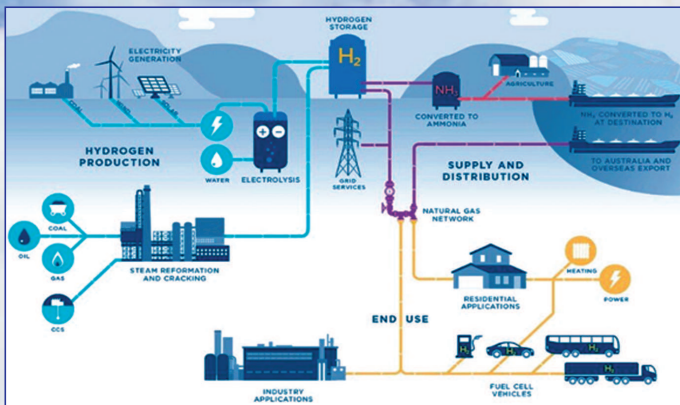 HYDROGEN
STORAGE
H₂
ELECTRICITY
GENERATION
COAL
WIND
SOLAR
HYDROGEN
PRODUCTION
WATER
ELECTROLYSIS
GRID
SERVICES
NH₃
CONVERTED TO
AMMONIA
AGRICULTURE
NH₃ CONVERTED TO H₂
AT DESTINATION
SUPPLY AND
DISTRIBUTION
TO AUSTRALIA AND
OVERSEAS EXPORT
NATURAL GAS
NETWORK
COAL
OIL
GAS
CCS
STEAM REFORMATION
AND CRACKING
RESIDENTIAL
APPLICATIONS
HEATING
POWER
END USE
INDUSTRY
APPLICATIONS
H₂
H₂
H₂
H₂
FUEL CELL
VEHICLES